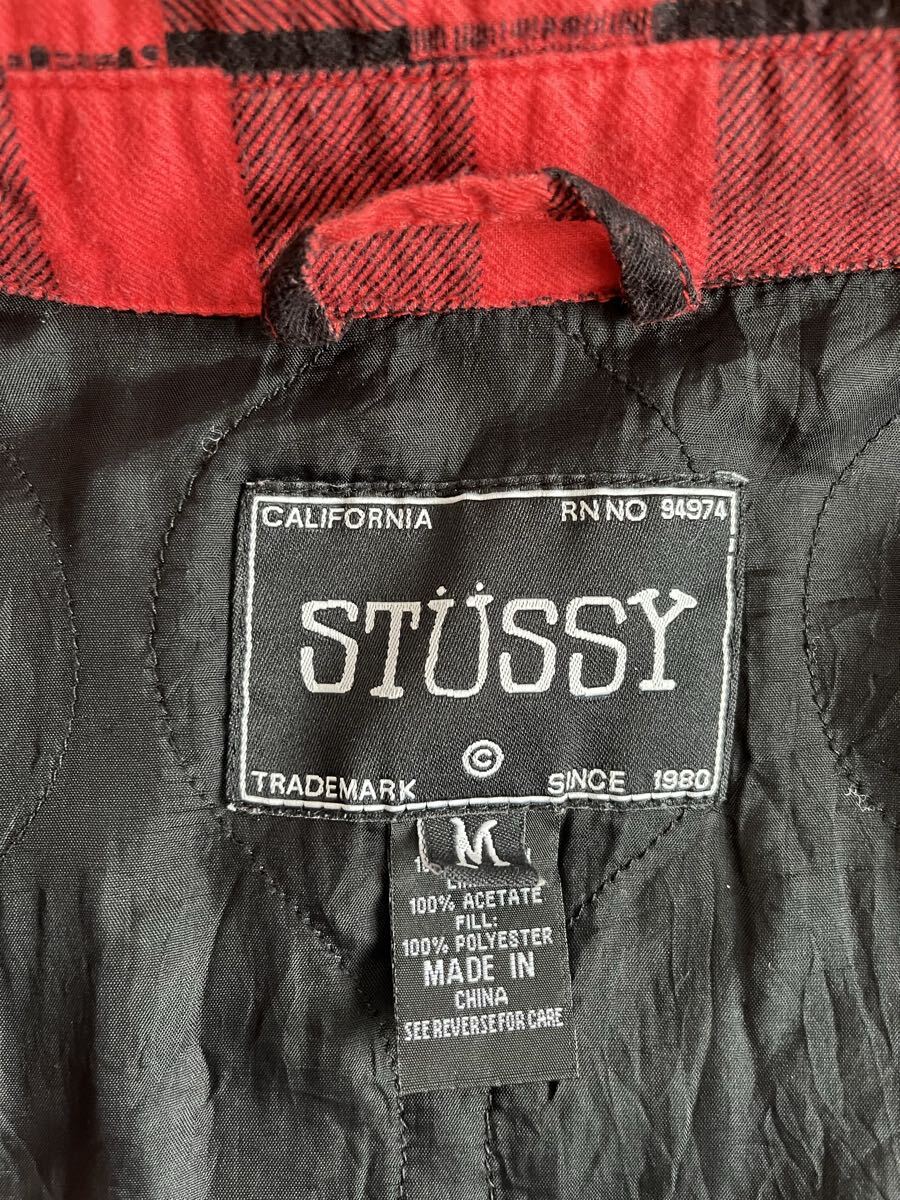 CALIFORNIA RN NO 94974
STÜSSY
©
TRADEMARK SINCE 1980
M
100% ACETATE
FILL:
100% POLYESTER
MADE IN
CHINA
SEE REVERSE FOR CARE